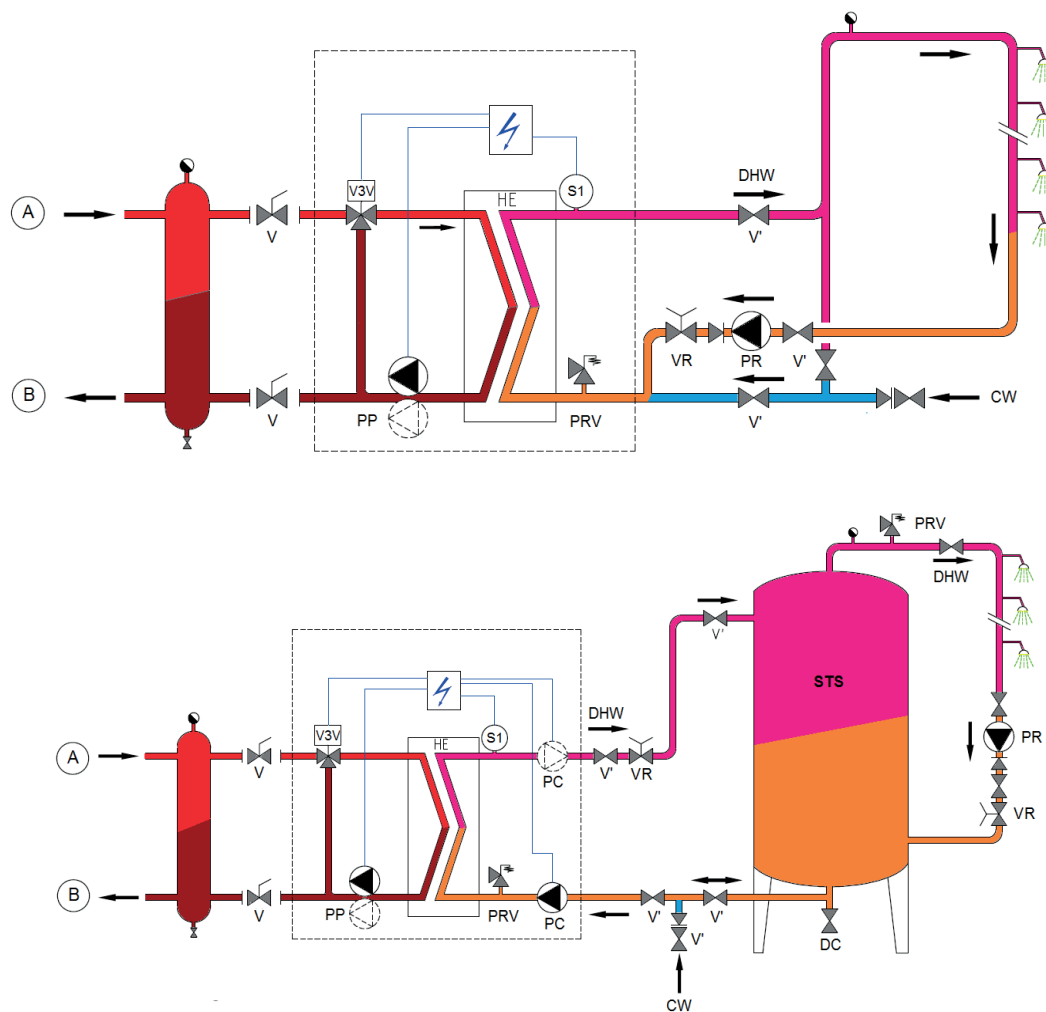 DHW
V3V
HE
S1
A
V
V'
VR
PR
V'
B
V
PP
PRV
V'
CW
PRV
DHW
V'
STS
DHW
V3V
HE
S1
PR
A
V
PC
V'
VR
VR
B
V
PP
PRV
PC
V'
V'
V'
DC
CW